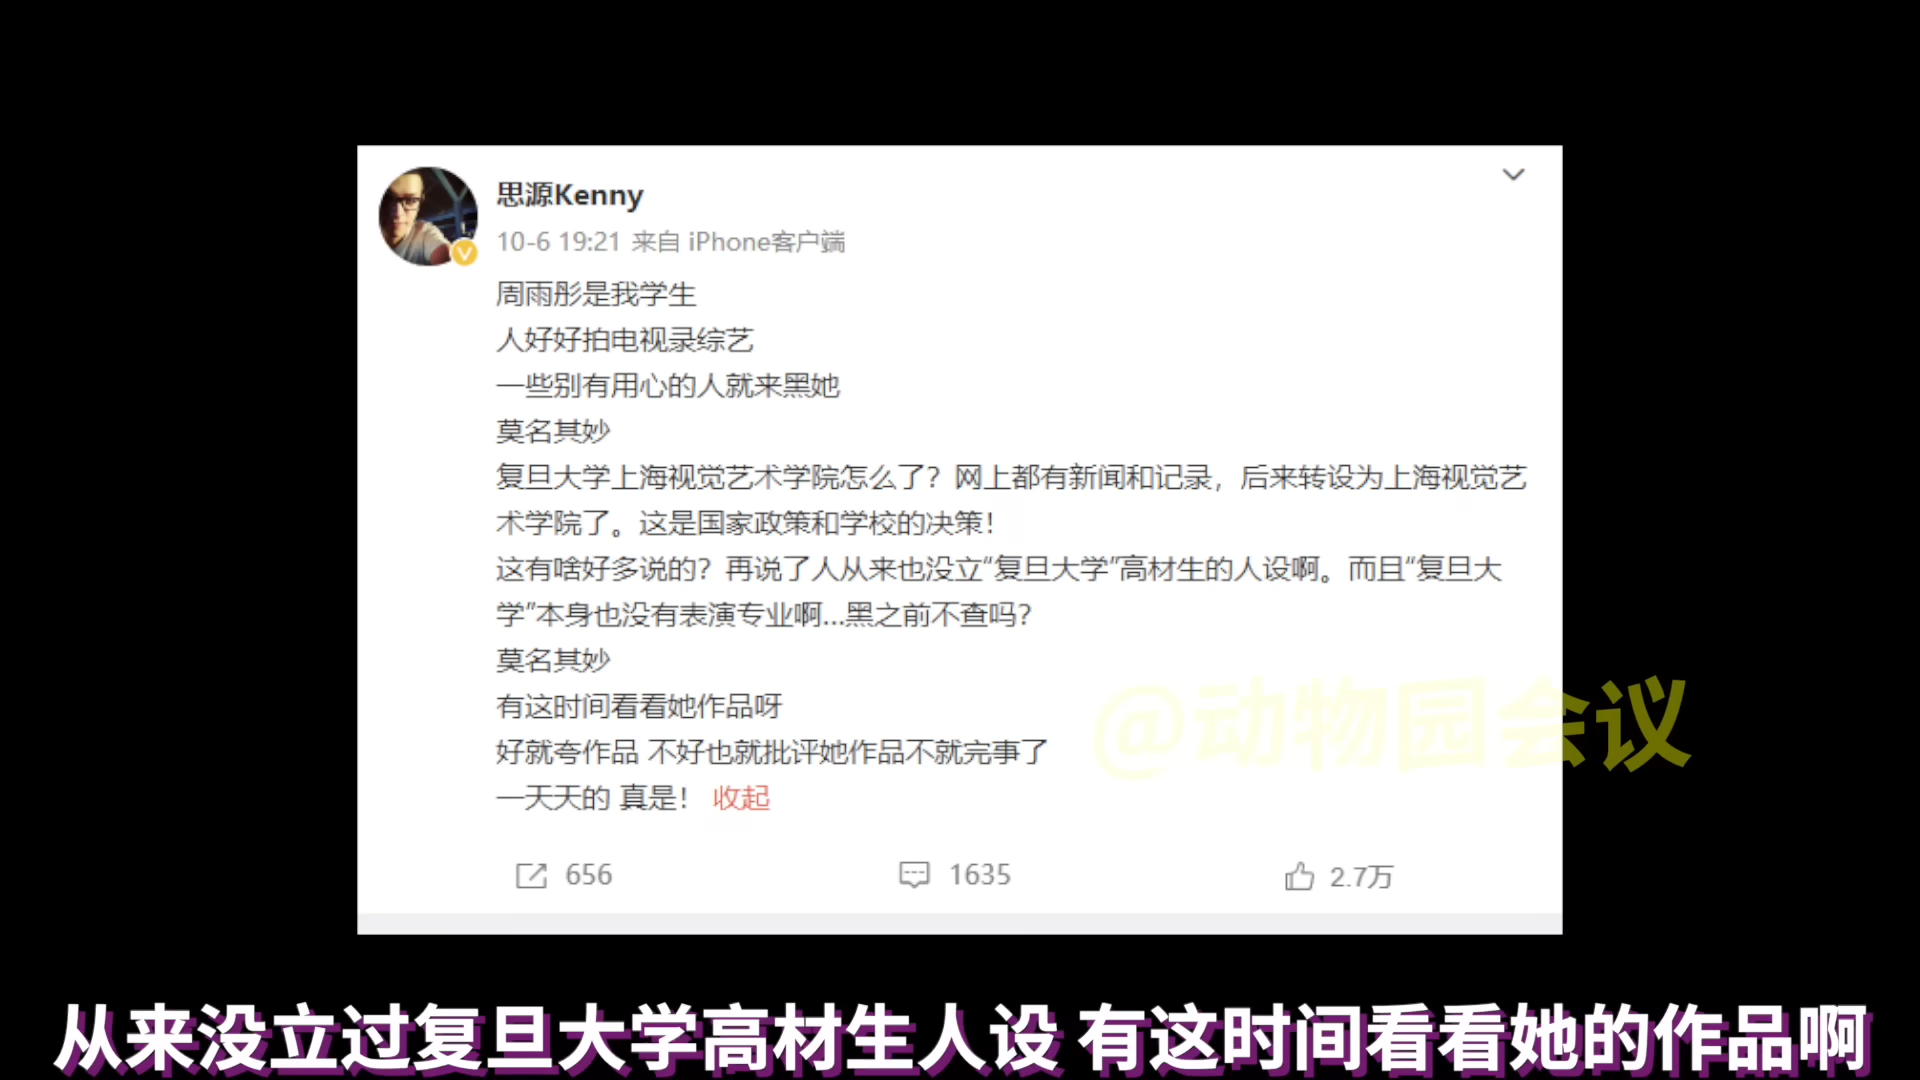 思源Kenny
10-6 19:21 来自 iPhone客户端
周雨彤是我学生
人好好拍电视录综艺
一些别有用心的人就来黑她
莫名其妙
复旦大学上海视觉艺术学院怎么了？网上都有新闻和记录，后来转设为上海视觉艺
术学院了。这是国家政策和学校的决策！
这有啥好多说的？再说了人从来也没立“复旦大学”高材生的人设啊。而且“复旦大
学”本身也没有表演专业啊...黑之前不查吗？
莫名其妙
有这时间看看她作品呀
好就夸作品 不好也就批评她作品不就完事了
一天天的 真是！ 收起
@动物园会议
656 1635 2.7万
从来没立过复旦大学高材生人设 有这时间看看她的作品啊